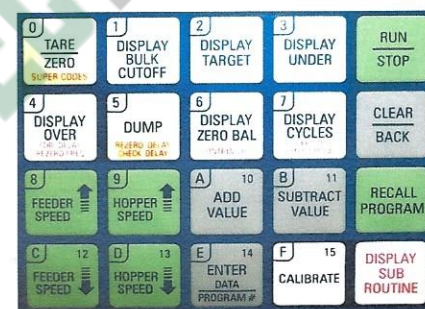 0
TARE
ZERO
SUPER CODES
1
DISPLAY
BULK
CUTOFF
2
DISPLAY
TARGET
3
DISPLAY
UNDER
RUN
STOP
4
DISPLAY
OVER
5
DUMP
REZERO DELAY
CHECK DELAY
6
DISPLAY
ZERO BAL
7
DISPLAY
CYCLES
CLEAR
BACK
8
FEEDER
SPEED
9
HOPPER
SPEED
A 10
ADD
VALUE
B 11
SUBTRACT
VALUE
RECALL
PROGRAM
C 12
FEEDER
SPEED
D 13
HOPPER
SPEED
E 14
ENTER
DATA
PROGRAM #
F 15
CALIBRATE
DISPLAY
SUB
ROUTINE